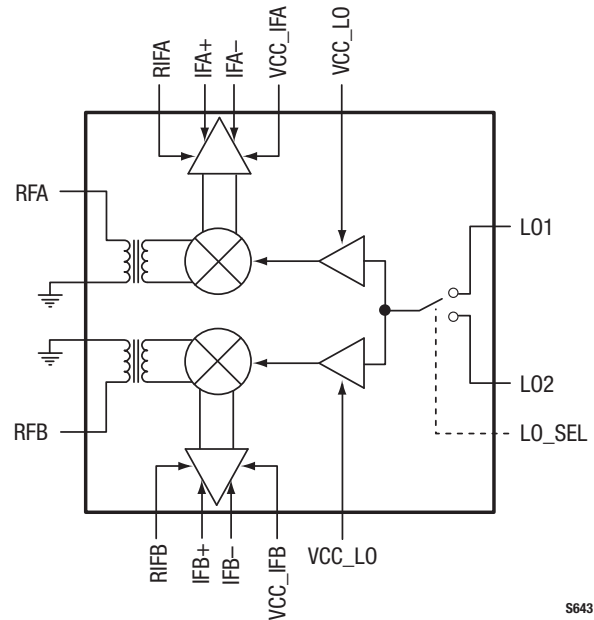 RIFA
IFA+
IFA–
VCC_IFA
VCC_LO
RFA
LO1
LO2
RFB
LO_SEL
RIFB
IFB+
IFB–
VCC_IFB
VCC_LO
S643